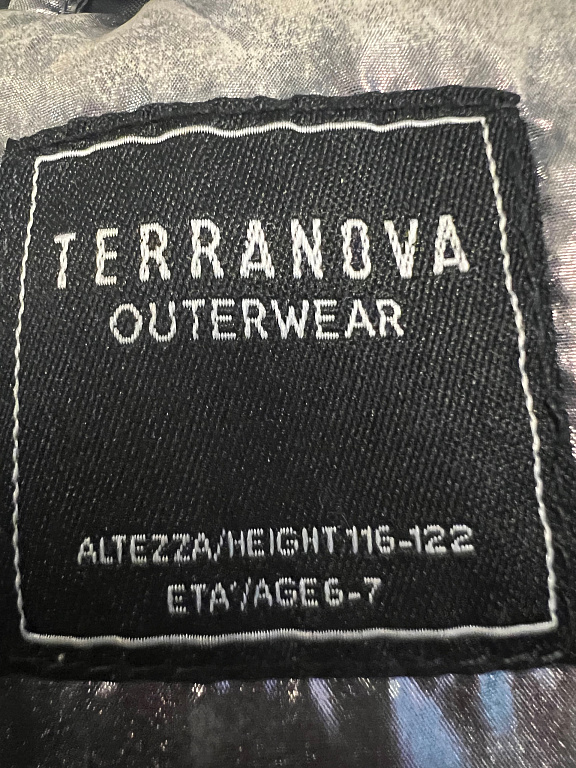 TERRANOVA
OUTERWEAR
ALTEZZA/HEIGHT 116-122
ETA'/AGE 6-7